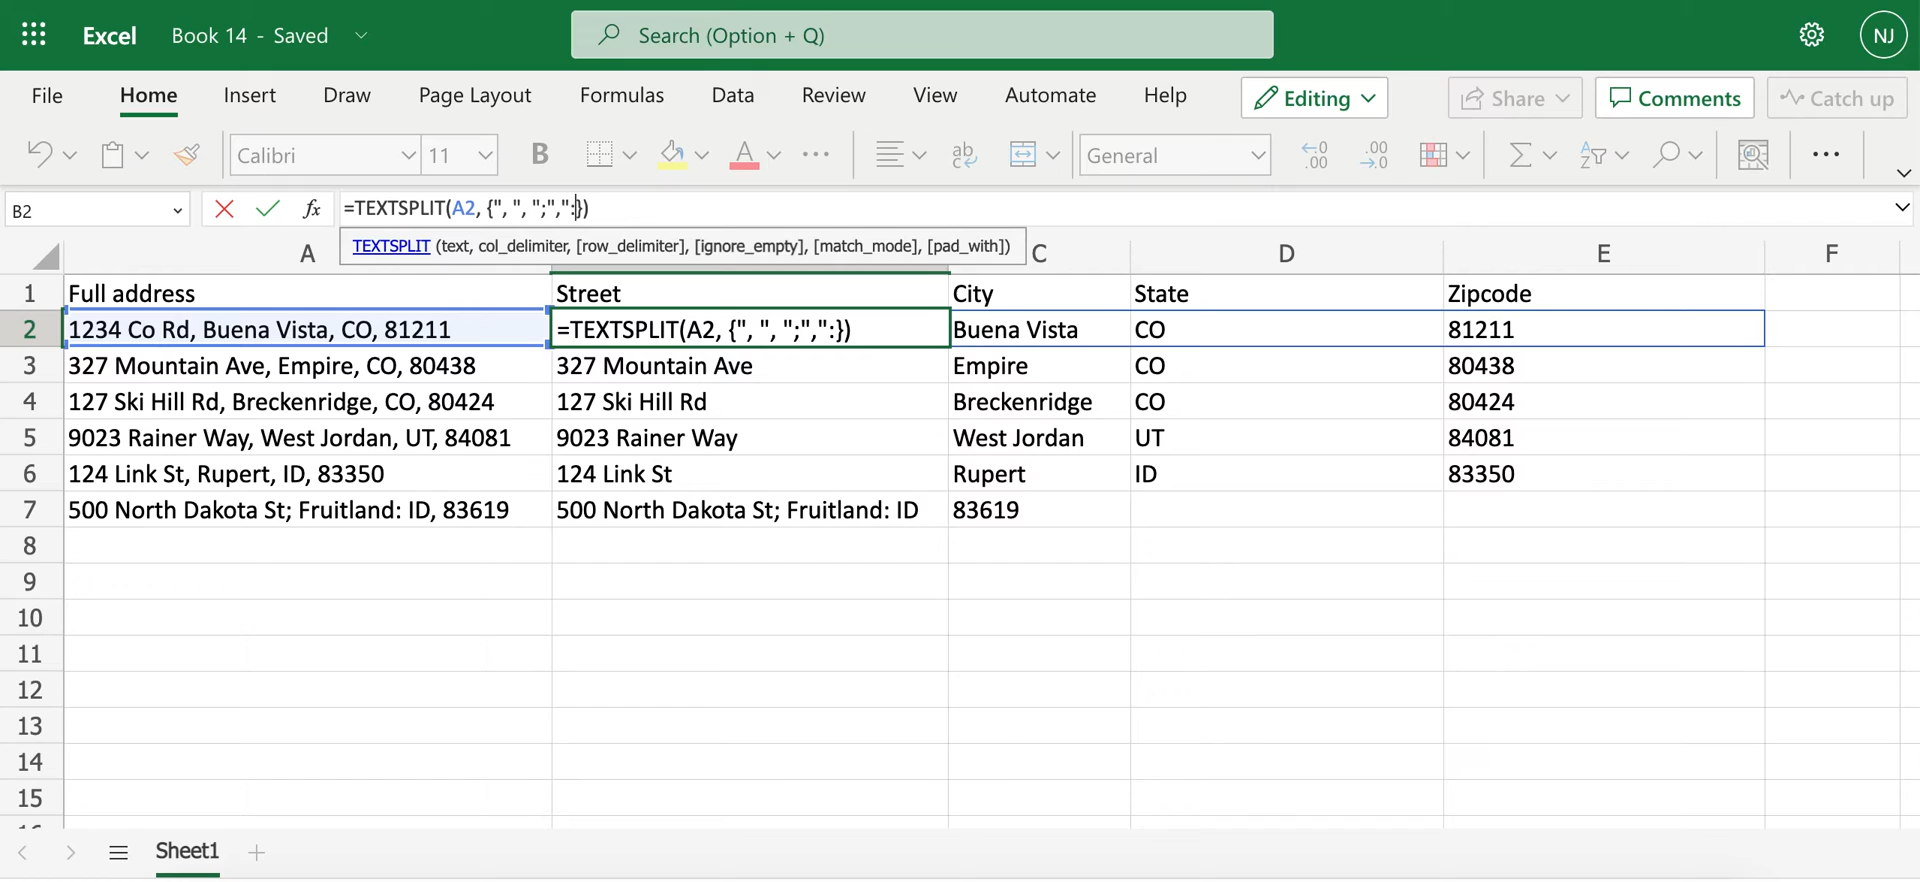 Excel Book 14 - Saved Search (Option + Q) NJ
File Home Insert Draw Page Layout Formulas Data Review View Automate Help Editing Share Comments Catch up
Calibri 11 B A ab c General .00 .00 .0
B2 fx =TEXTSPLIT(A2, {", ", ";",":})
TEXTSPLIT (text, col_delimiter, [row_delimiter], [ignore_empty], [match_mode], [pad_with])
A C D E F
1 Full address Street City State Zipcode
2 1234 Co Rd, Buena Vista, CO, 81211 =TEXTSPLIT(A2, {", ", ";",":}) Buena Vista CO 81211
3 327 Mountain Ave, Empire, CO, 80438 327 Mountain Ave Empire CO 80438
4 127 Ski Hill Rd, Breckenridge, CO, 80424 127 Ski Hill Rd Breckenridge CO 80424
5 9023 Rainer Way, West Jordan, UT, 84081 9023 Rainer Way West Jordan UT 84081
6 124 Link St, Rupert, ID, 83350 124 Link St Rupert ID 83350
7 500 North Dakota St; Fruitland: ID, 83619 500 North Dakota St; Fruitland: ID 83619
8
9
10
11
12
13
14
15
Sheet1